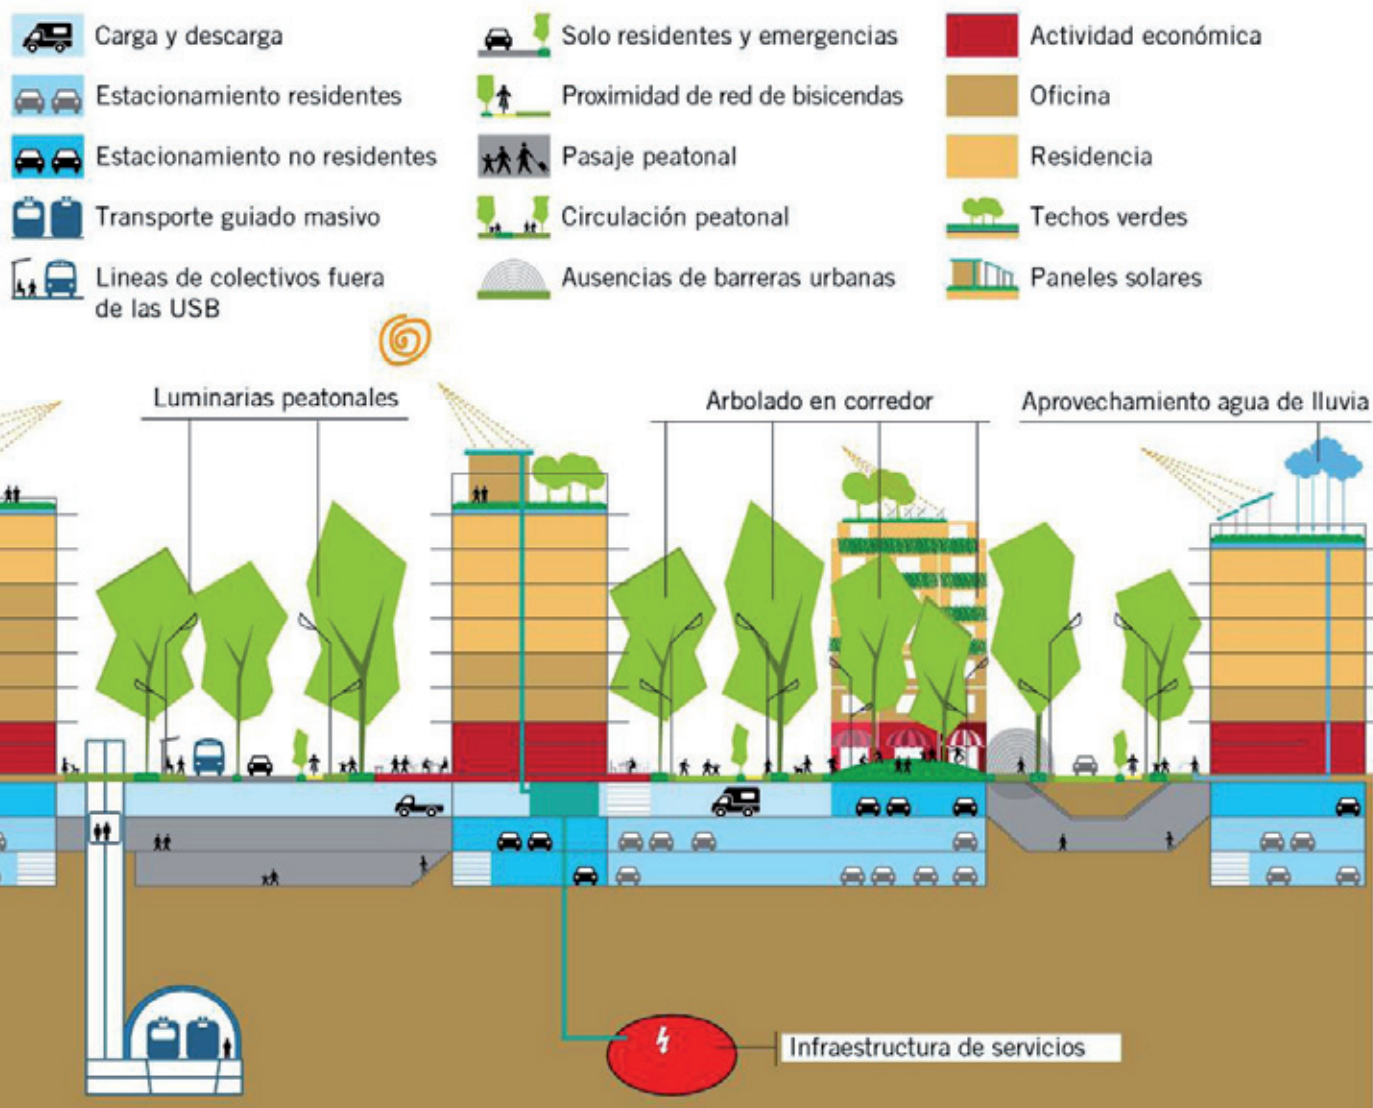 Carga y descarga
Estacionamiento residentes
Estacionamiento no residentes
Transporte guiado masivo
Lineas de colectivos fuera
de las USB
Solo residentes y emergencias
Proximidad de red de bisicendas
Pasaje peatonal
Circulación peatonal
Ausencias de barreras urbanas
Actividad económica
Oficina
Residencia
Techos verdes
Paneles solares
Luminarias peatonales
Arbolado en corredor
Aprovechamiento agua de lluvia
Infraestructura de servicios